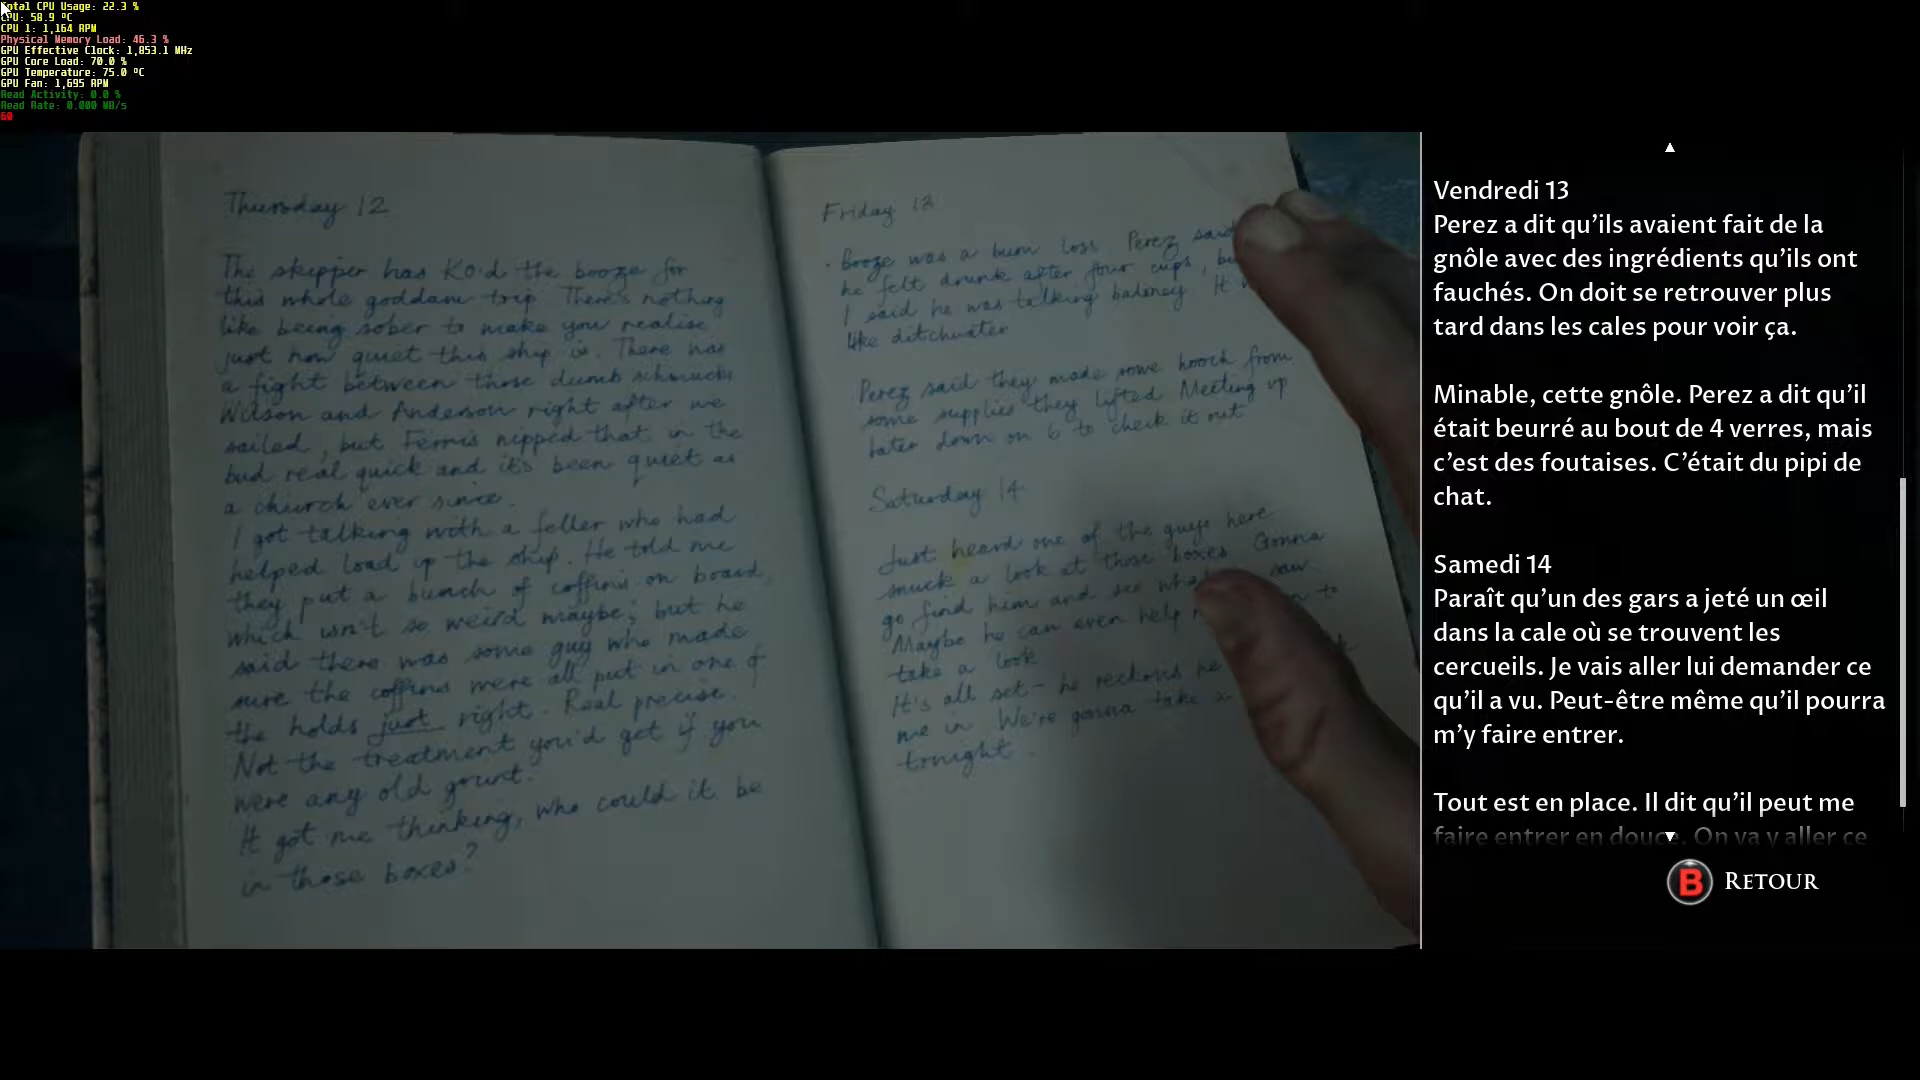 Total CPU Usage: 22.3 %
CPU: 58.9 ºC
CPU 1: 1,164 RPM
Physical Memory Load: 46.3 %
GPU Effective Clock: 1,853.1 MHz
GPU Core Load: 70.0 %
GPU Temperature: 75.0 ºC
GPU Fan: 1,695 RPM
Read Activity: 0.0 %
Read Rate: 0.000 MB/s
60
Thursday 12
The skipper has KO'd the booze for
this whole goddam trip. There's nothing
like being sober to make you realise
just how quiet this ship is. There was
a fight between those dumb schmucks
Wilson and Anderson right after we
sailed, but Ferris nipped that in the
bud real quick and it's been quiet as
a church ever since.
I got talking with a feller who had
helped load up the ship. He told me
they put a bunch of coffins on board,
which isn't so weird maybe; but he
said there was some guy who made
sure the coffins were all put in one of
the holds just right. Real precise.
Not the treatment you'd get if you
were any old grunt.
It got me thinking, who could it be
in those boxes?
Friday 13
Booze was a bum loss. Perez said
he felt drunk after four cups, but
I said he was talking baloney. It
like ditchwater
Perez said they made some hooch from
some supplies they lifted. Meeting up
later down on 6 to check it out
Saturday 14
Just heard one of the guys here
snuck a look at those boxes. Gonna
go find him and see what saw.
Maybe he can even help to
take a look
It's all set - he reckons he
me in. We're gonna take a
tonight.
Vendredi 13
Perez a dit qu'ils avaient fait de la
gnôle avec des ingrédients qu'ils ont
fauchés. On doit se retrouver plus
tard dans les cales pour voir ça.
Minable, cette gnôle. Perez a dit qu'il
était beurré au bout de 4 verres, mais
c'est des foutaises. C'était du pipi de
chat.
Samedi 14
Paraît qu'un des gars a jeté un œil
dans la cale où se trouvent les
cercueils. Je vais aller lui demander ce
qu'il a vu. Peut-être même qu'il pourra
m'y faire entrer.
Tout est en place. Il dit qu'il peut me
faire entrer en douce. On va y aller ce
B RETOUR